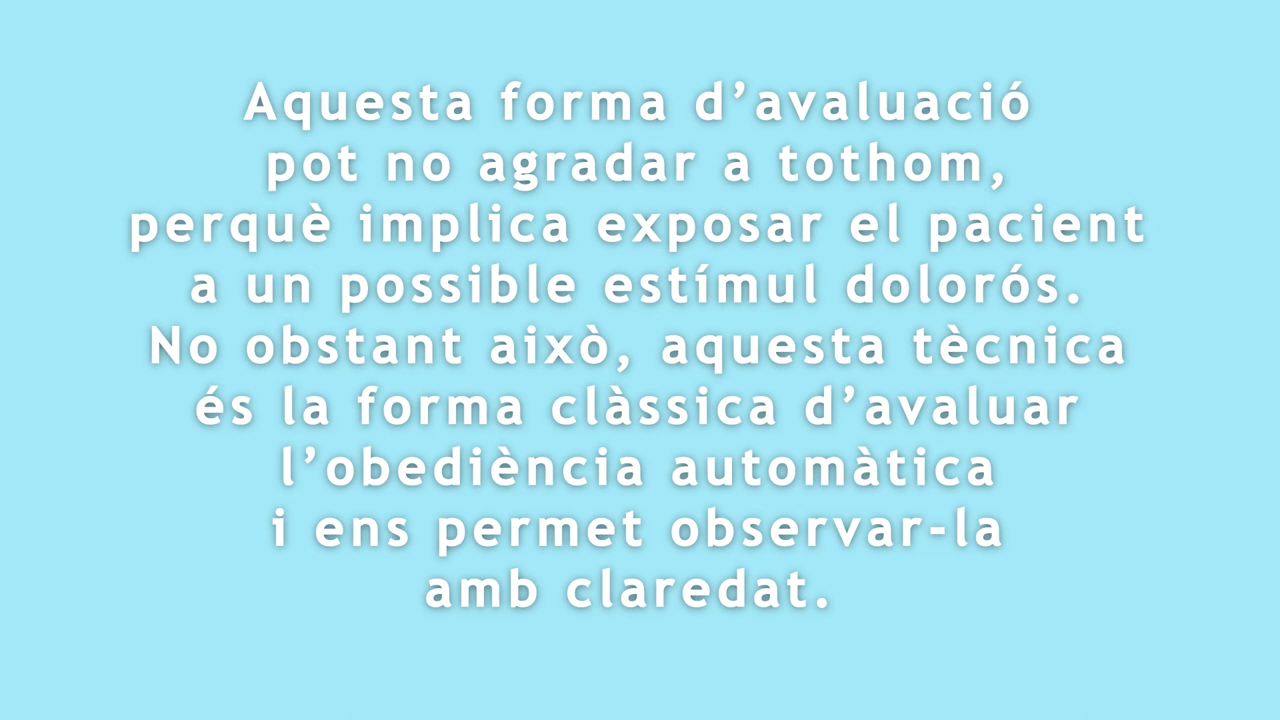 Aquesta forma d’avaluació
pot no agradar a tothom,
perquè implica exposar el pacient
a un possible estímul dolorós.
No obstant això, aquesta tècnica
és la forma clàssica d’avaluar
l’obediència automàtica
i ens permet observar-la
amb claredat.